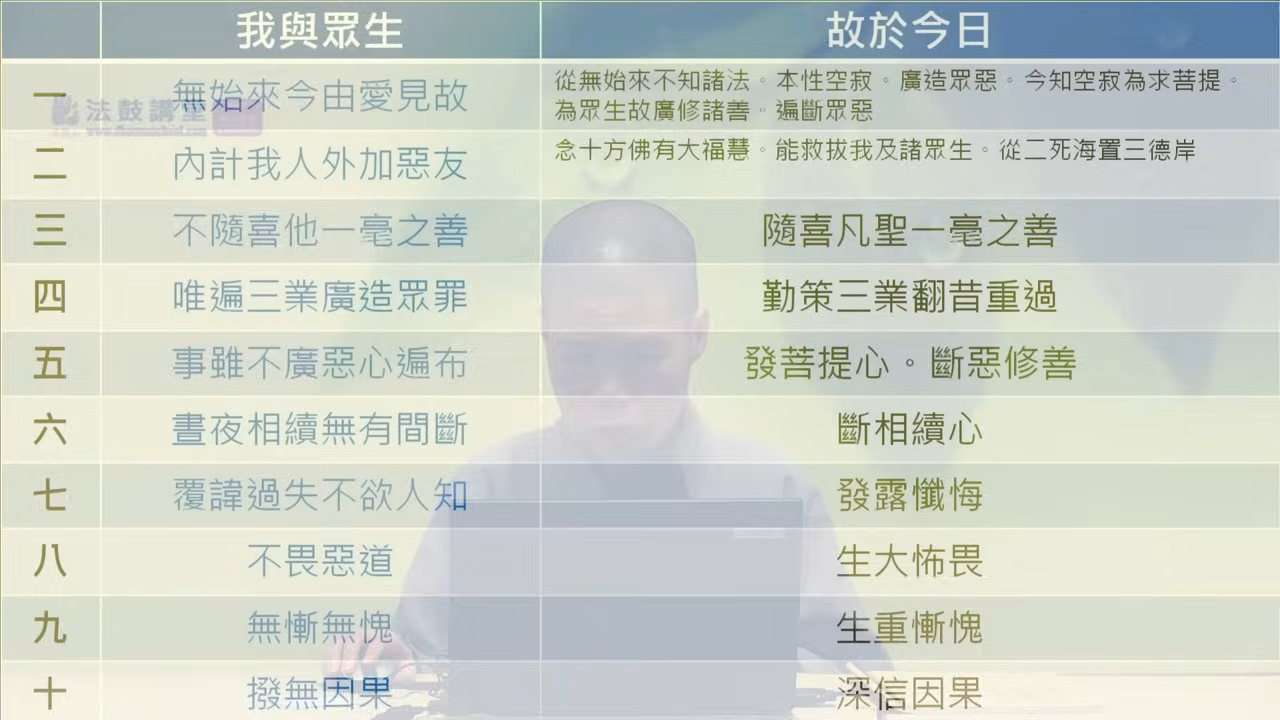 我與眾生
故於今日
一
無始來今由愛見故
從無始來不知諸法。本性空寂。廣造眾惡。今知空寂為求菩提。
為眾生故廣修諸善。遍斷眾惡
法鼓講堂
二
內計我人外加惡友
念十方佛有大福慧。能救拔我及諸眾生。從二死海置三德岸
三
不隨喜他一毫之善
隨喜凡聖一毫之善
四
唯遍三業廣造眾罪
勤策三業翻昔重過
五
事雖不廣惡心遍布
發菩提心。斷惡修善
六
晝夜相續無有間斷
斷相續心
七
覆諱過失不欲人知
發露懺悔
八
不畏惡道
生大怖畏
九
無慚無愧
生重慚愧
十
撥無因果
深信因果